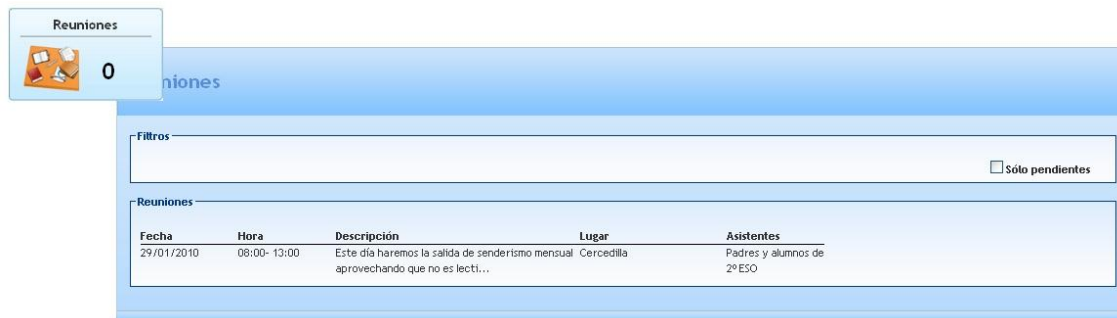 Reuniones
0
niones
Filtros
Sólo pendientes
Reuniones
Fecha Hora Descripción Lugar Asistentes
29/01/2010 08:00- 13:00 Este día haremos la salida de senderismo mensual Cercedilla Padres y alumnos de
aprovechando que no es lecti... 2º ESO